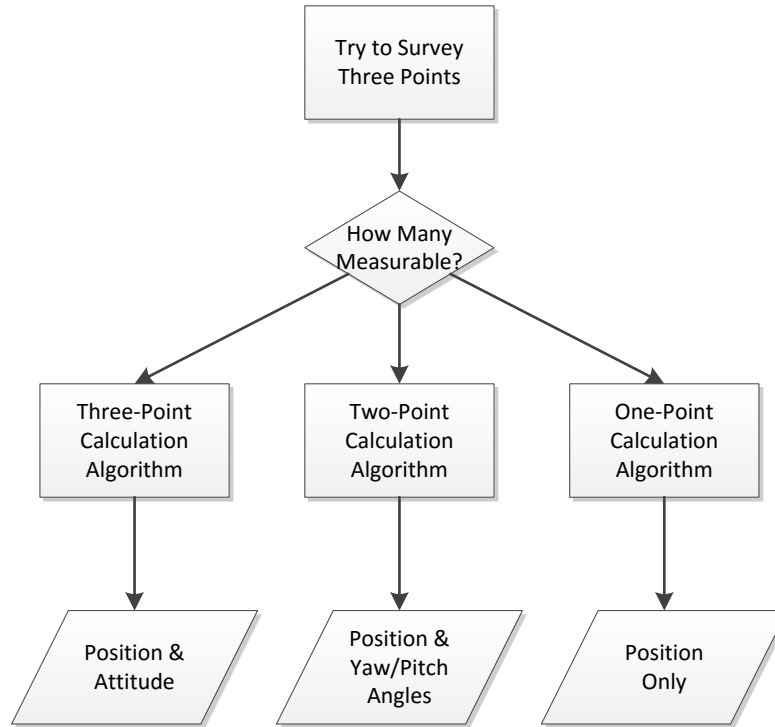 Try to Survey
Three Points
How Many
Measurable?
Three-Point
Calculation
Algorithm
Two-Point
Calculation
Algorithm
One-Point
Calculation
Algorithm
Position &
Attitude
Position &
Yaw/Pitch
Angles
Position
Only